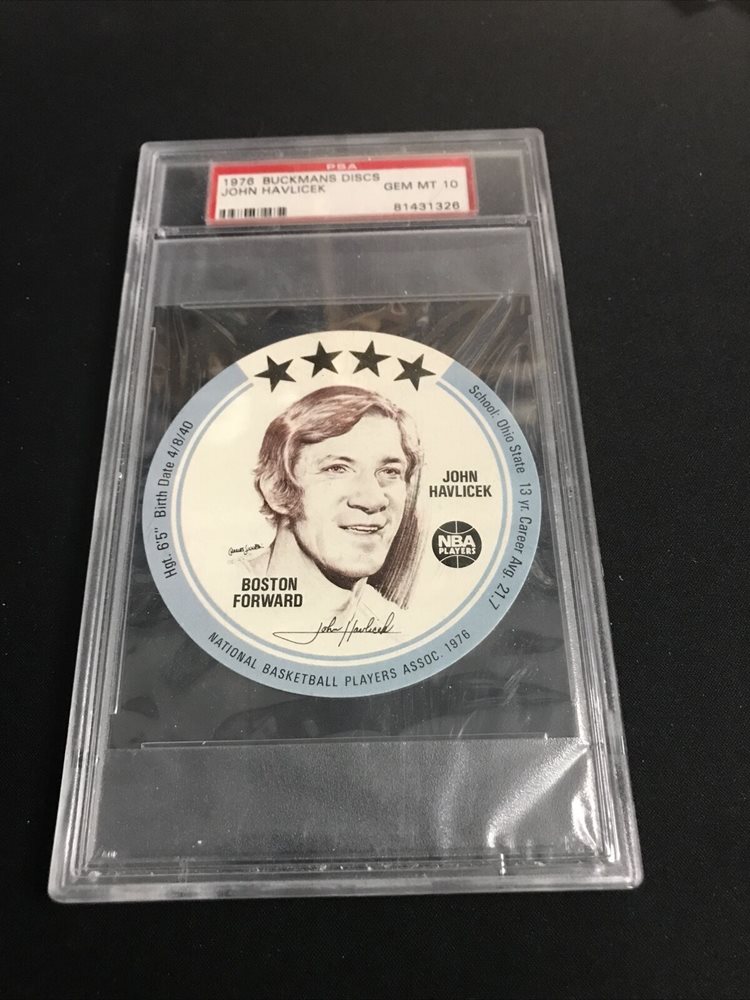 PSA
1976 BUCKMANS DISCS
JOHN HAVLICEK GEM MT 10
81431326
Hgt. 6'5" Birth Date 4/8/40
School: Ohio State 13 yr. Career Avg. 21.7
JOHN
HAVLICEK
NBA
PLAYERS
BOSTON
FORWARD
John Havlicek
NATIONAL BASKETBALL PLAYERS ASSOC. 1976